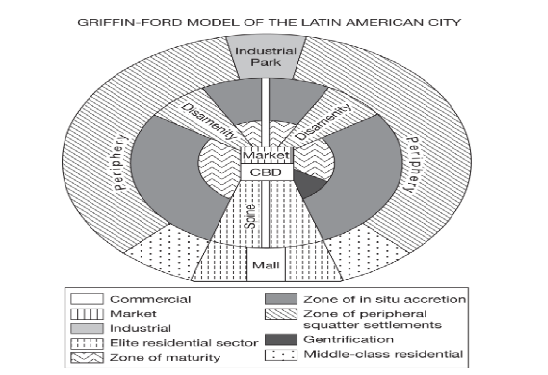 GRIFFIN-FORD MODEL OF THE LATIN AMERICAN CITY
Industrial
Park
Disamenity
Disamenity
Periphery
Periphery
Market
CBD
Spine
Mall
Commercial
Market
Industrial
Elite residential sector
Zone of maturity
Zone of in situ accretion
Zone of peripheral
squatter settlements
Gentrification
Middle-class residential